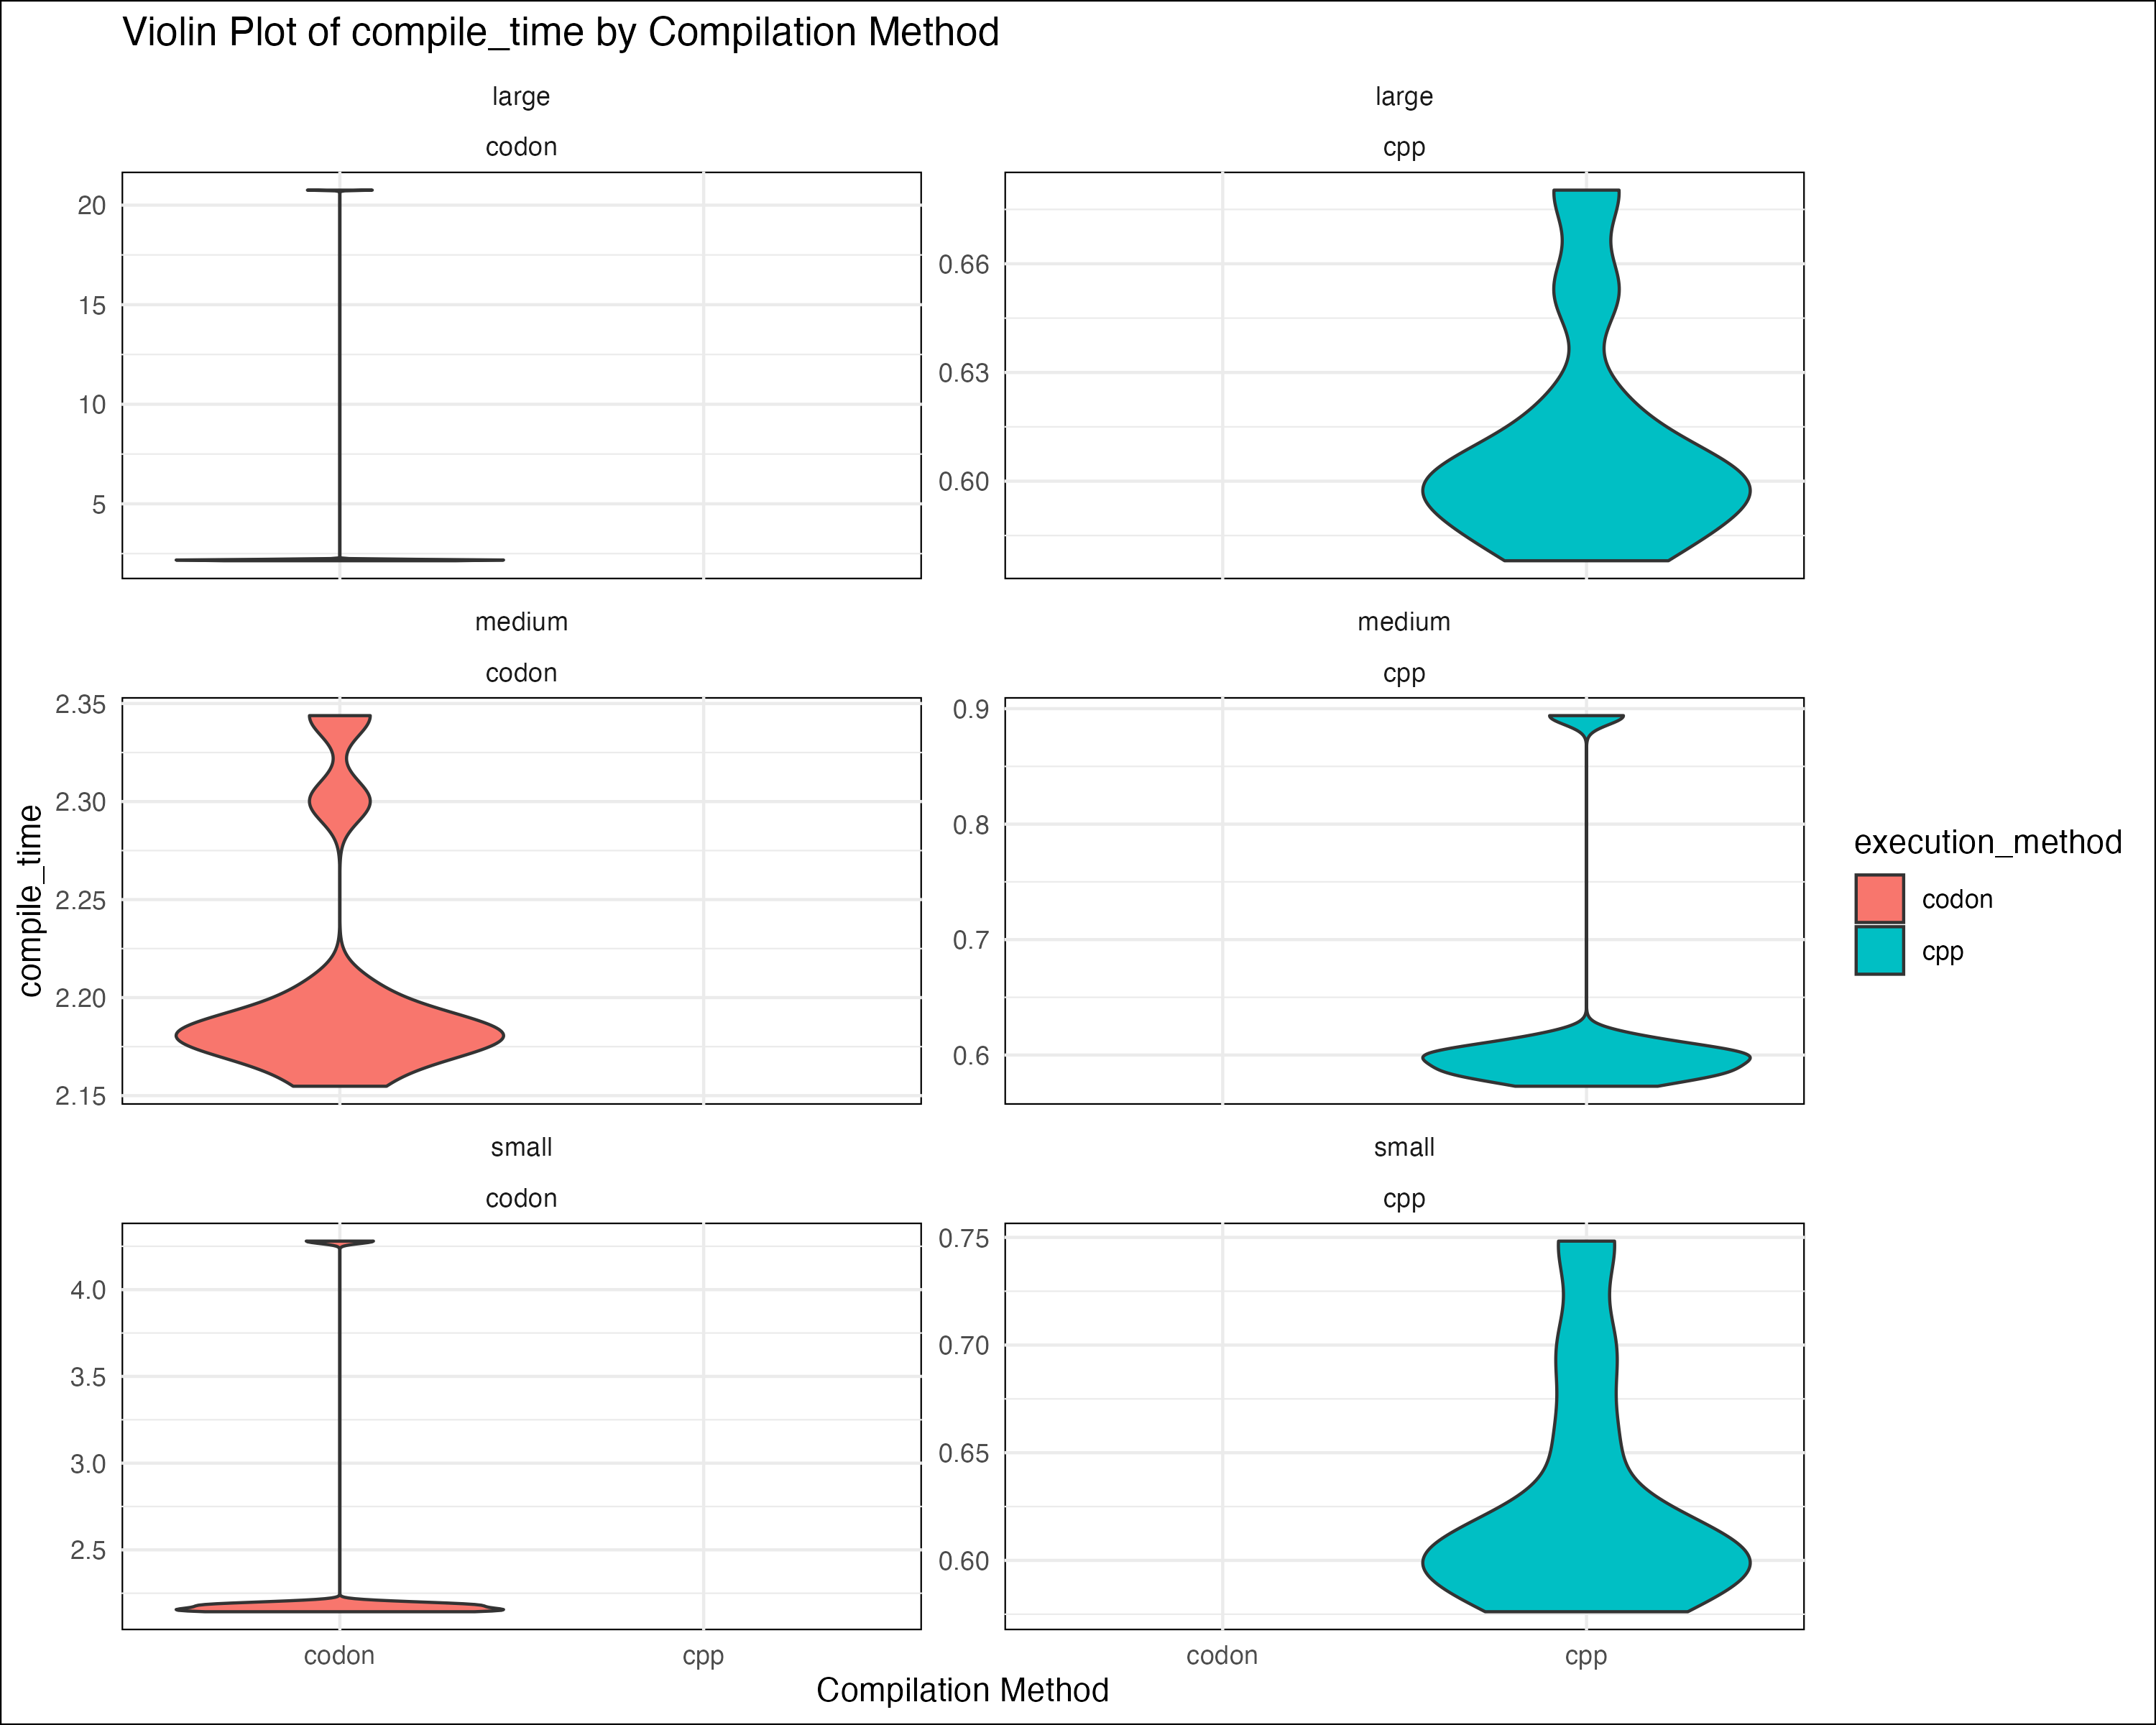 Violin Plot of compile_time by Compilation Method
large
codon
20
15
10
5
large
cpp
0.66
0.63
0.60
medium
codon
2.35
2.30
2.25
2.20
2.15
medium
cpp
0.9
0.8
0.7
0.6
small
codon
4.0
3.5
3.0
2.5
small
cpp
0.75
0.70
0.65
0.60
codon
cpp
codon
cpp
Compilation Method
compile_time
execution_method
codon
cpp